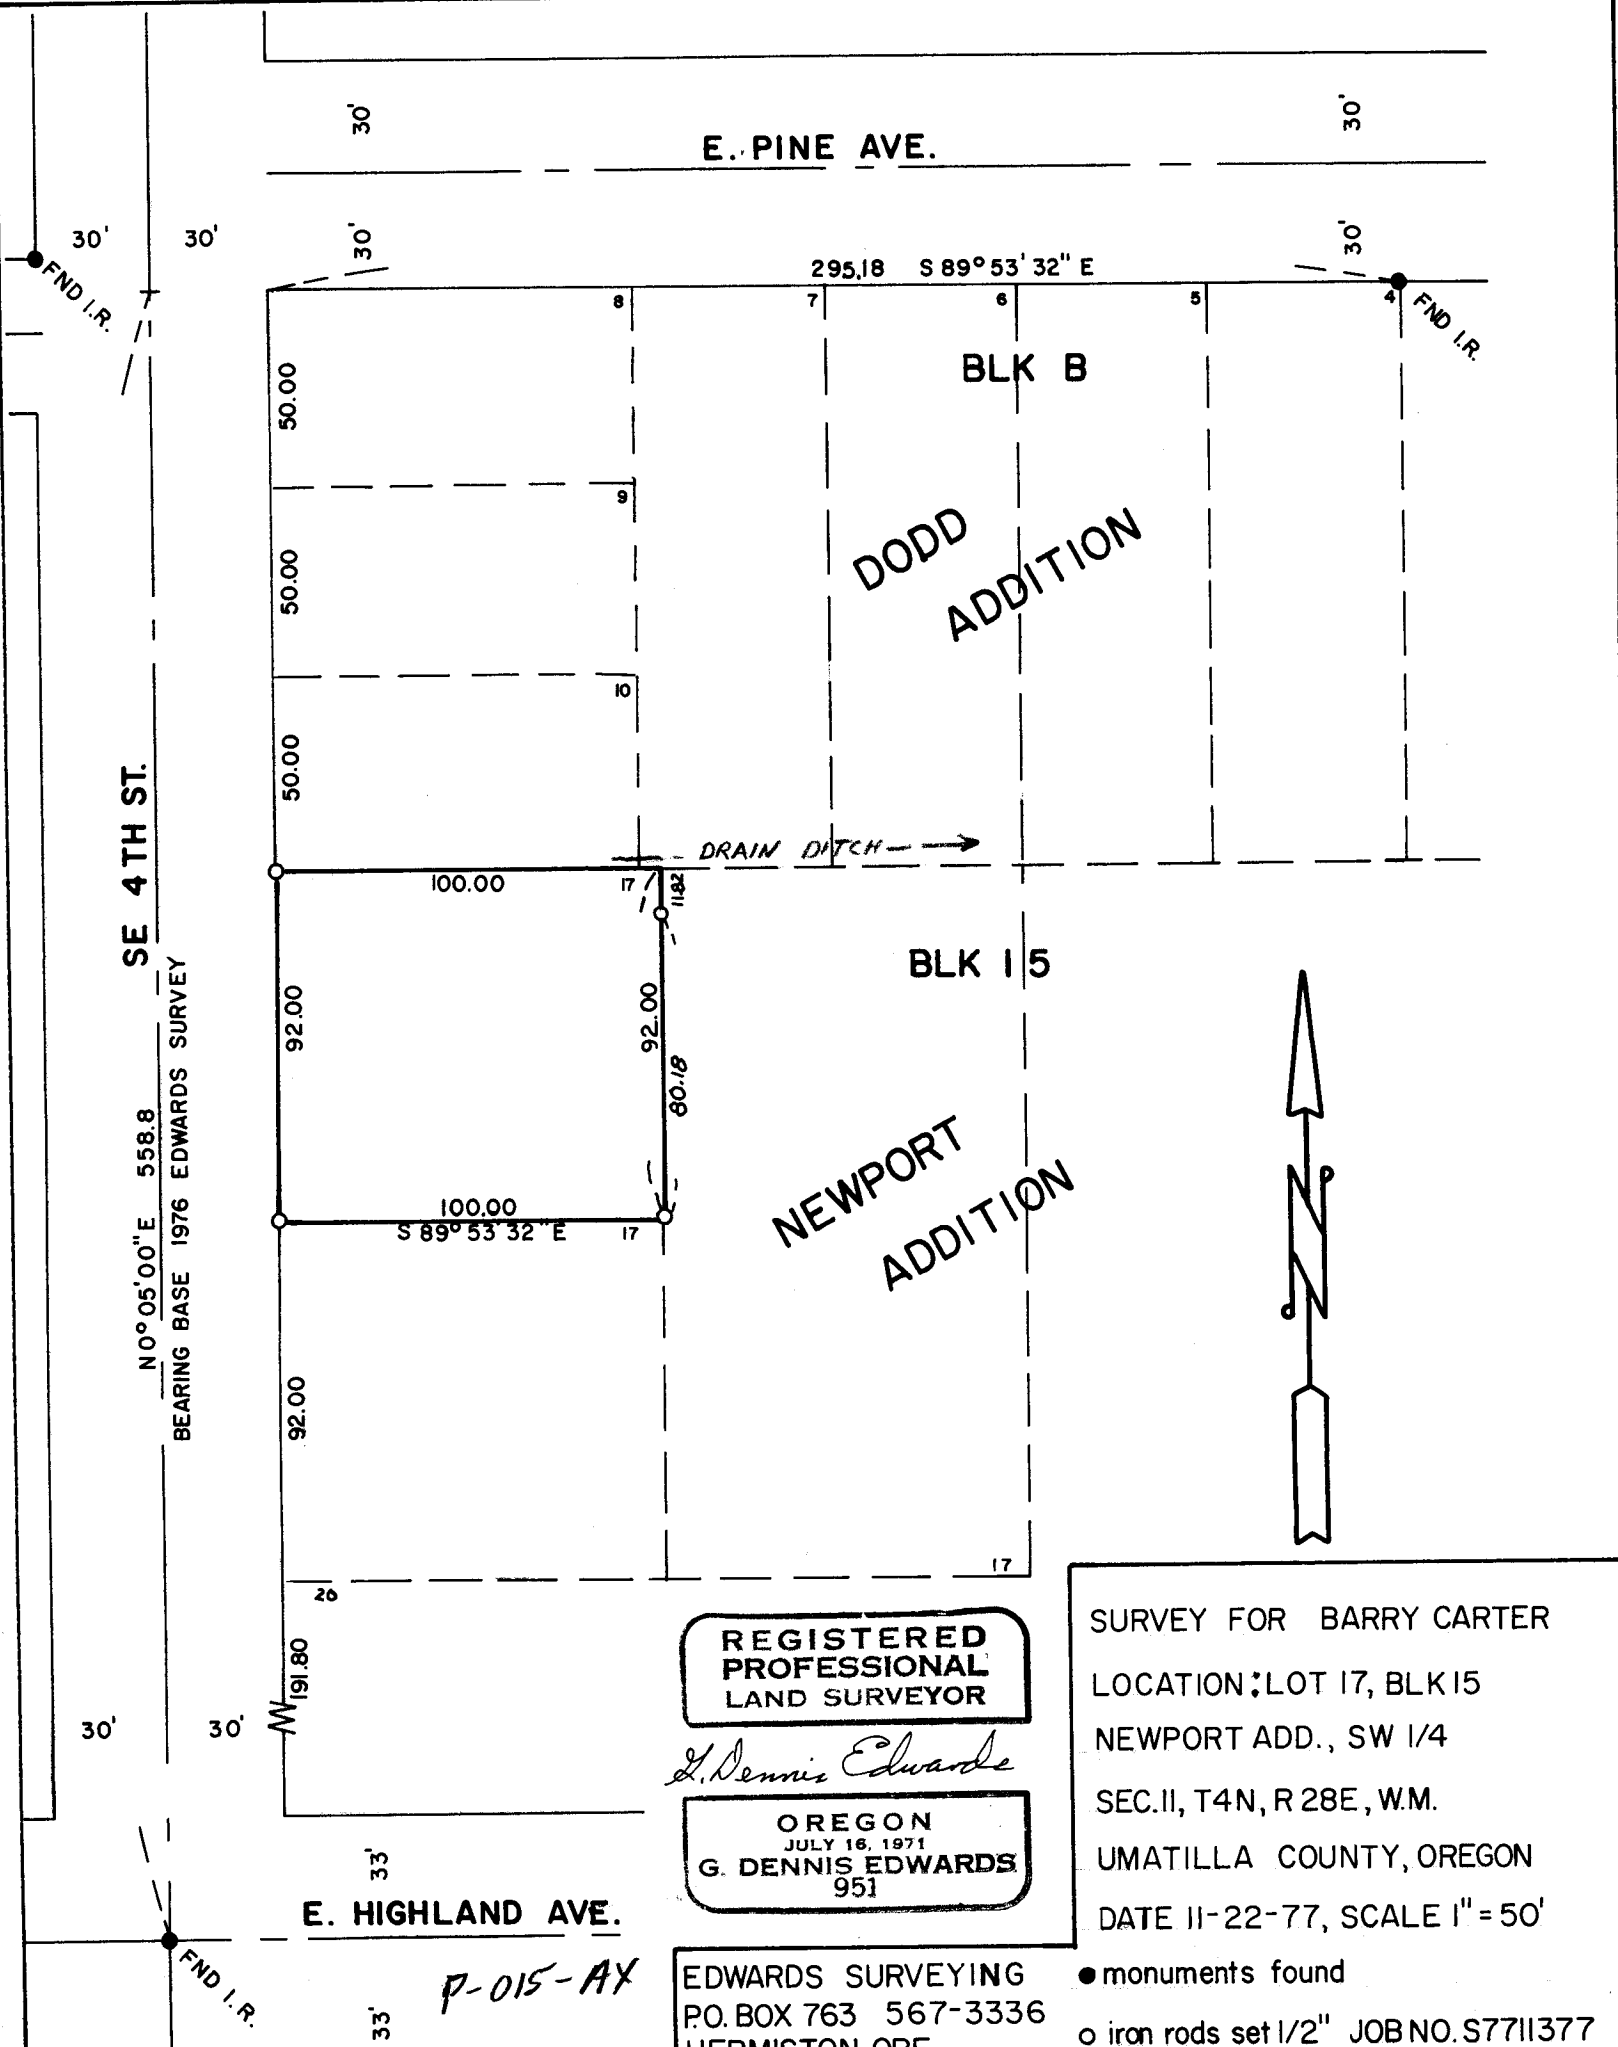 30'
30'
E. PINE AVE.
30'
30'
30'
30'
FND I.R.
295.18 S 89° 53' 32" E
8
7
6
5
4
FND I.R.
BLK B
50.00
9
50.00
DODD
ADDITION
10
50.00
SE 4TH ST.
DRAIN DITCH
100.00
17
11.82
BLK 15
92.00
92.00
80.18
N 0° 05' 00" E 558.8
BEARING BASE 1976 EDWARDS SURVEY
NEWPORT
ADDITION
100.00
S 89° 53' 32" E
17
92.00
20
17
191.80
30'
30'
REGISTERED
PROFESSIONAL
LAND SURVEYOR
G. Dennis Edwards
OREGON
JULY 16, 1971
G. DENNIS EDWARDS
951
33'
E. HIGHLAND AVE.
FND I.R.
33'
P-015-AX
SURVEY FOR BARRY CARTER
LOCATION: LOT 17, BLK 15
NEWPORT ADD., SW 1/4
SEC. 11, T4N, R 28E, W.M.
UMATILLA COUNTY, OREGON
DATE 11-22-77, SCALE 1" = 50'
monuments found
iron rods set 1/2" JOB NO. S7711377
EDWARDS SURVEYING
P.O. BOX 763 567-3336
HERMISTON ORE.